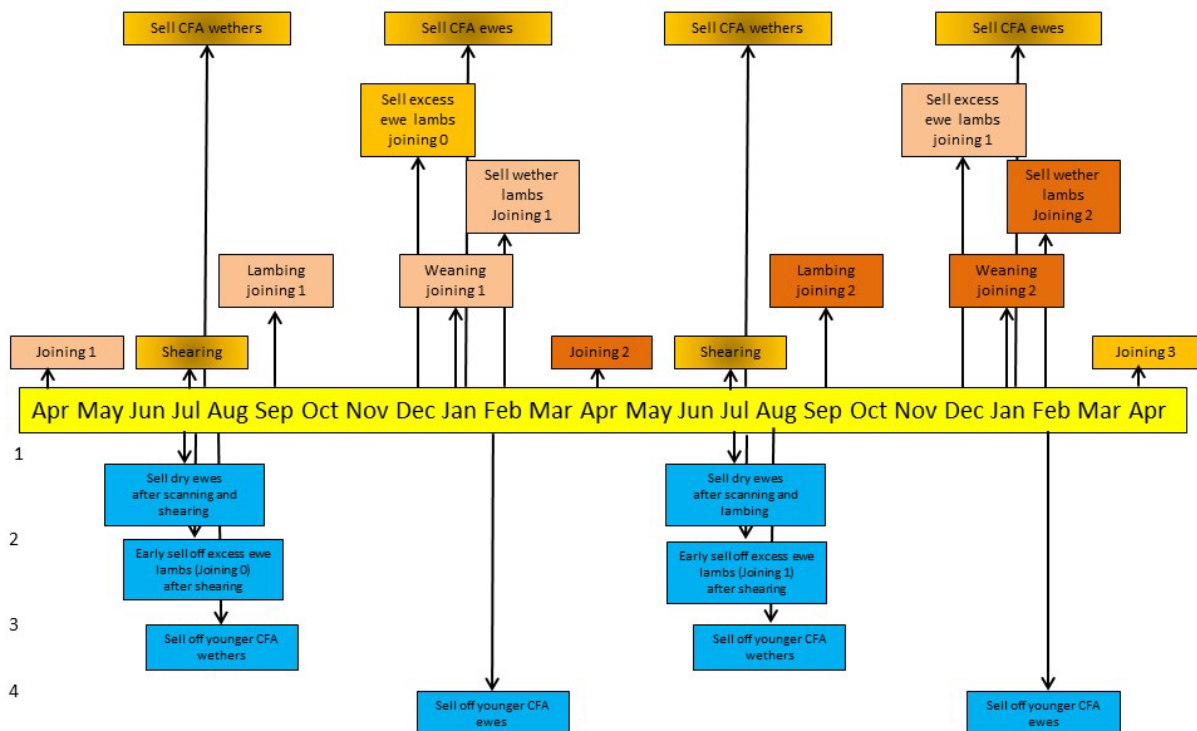 Sell CFA wethers
Sell CFA ewes
Sell CFA wethers
Sell CFA ewes
Sell excess
ewe lambs
joining 0
Sell excess
ewe lambs
joining 1
Sell wether
lambs
Joining 1
Sell wether
lambs
Joining 2
Lambing
joining 1
Weaning
joining 1
Lambing
joining 2
Weaning
joining 2
Joining 1
Shearing
Joining 2
Shearing
Joining 3
Apr May Jun Jul Aug Sep Oct Nov Dec Jan Feb Mar Apr May Jun Jul Aug Sep Oct Nov Dec Jan Feb Mar Apr
1
Sell dry ewes
after scanning and
shearing
Sell dry ewes
after scanning and
lambing
2
Early sell off excess ewe
lambs (Joining 0)
after shearing
Early sell off excess ewe
lambs (Joining 1)
after shearing
3
Sell off younger CFA
wethers
Sell off younger CFA
wethers
4
Sell off younger CFA
ewes
Sell off younger CFA
ewes